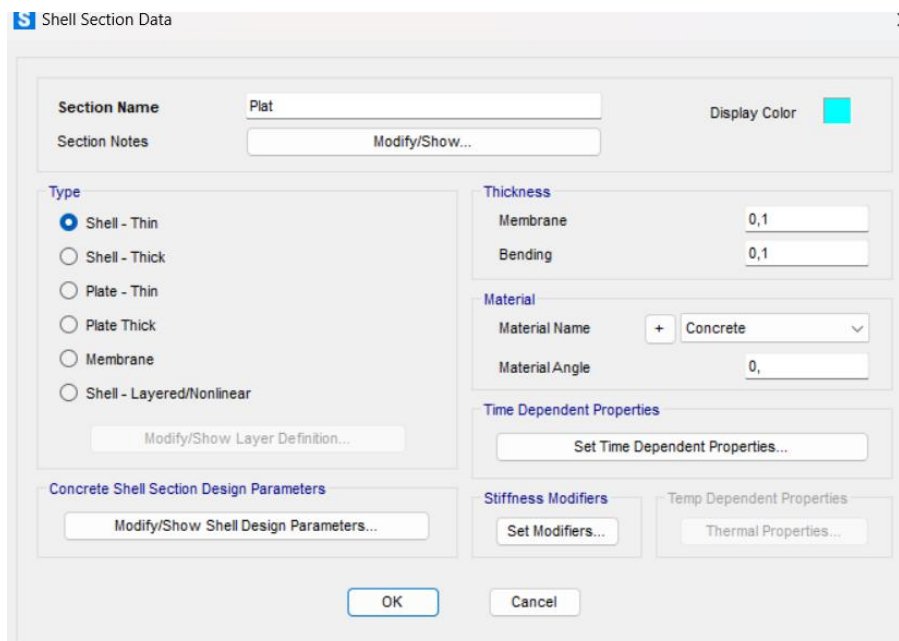 S Shell Section Data
Section Name Plat Display Color
Section Notes Modify/Show...
Type
Shell - Thin
Shell - Thick
Plate - Thin
Plate Thick
Membrane
Shell - Layered/Nonlinear
Modify/Show Layer Definition...
Concrete Shell Section Design Parameters
Modify/Show Shell Design Parameters...
Thickness
Membrane 0,1
Bending 0,1
Material
Material Name + Concrete
Material Angle 0,
Time Dependent Properties
Set Time Dependent Properties...
Stiffness Modifiers
Set Modifiers...
Temp Dependent Properties
Thermal Properties...
OK Cancel